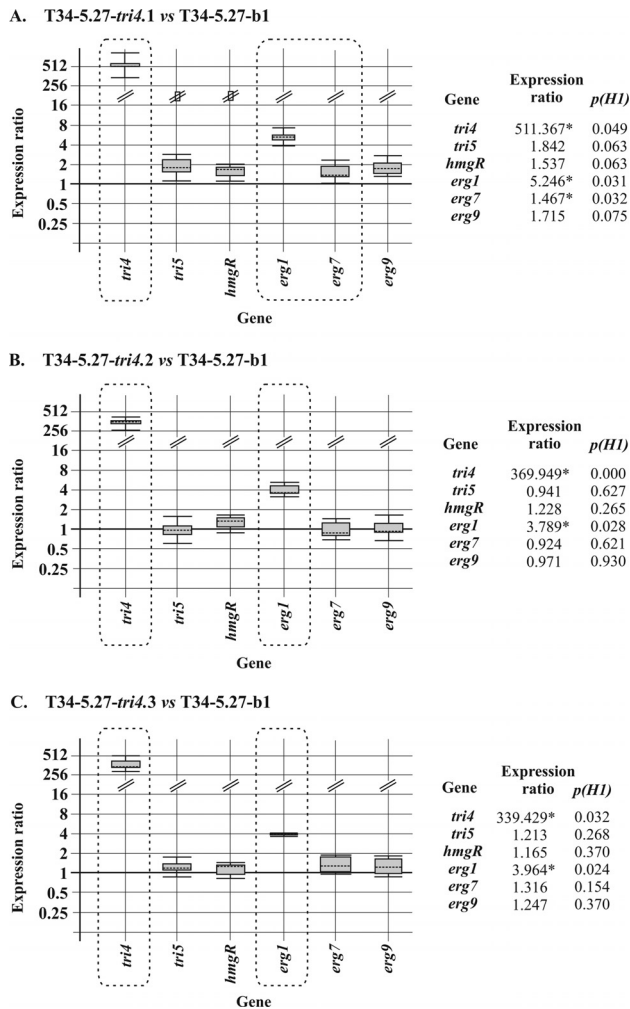 A. T34-5.27-tri4.1 vs T34-5.27-b1
Expression ratio
512
256
16
8
4
2
1
0.5
0.25
tri4 tri5 hmgR erg1 erg7 erg9
Gene
Gene Expression ratio p(H1)
tri4 511.367* 0.049
tri5 1.842 0.063
hmgR 1.537 0.063
erg1 5.246* 0.031
erg7 1.467* 0.032
erg9 1.715 0.075
B. T34-5.27-tri4.2 vs T34-5.27-b1
Expression ratio
512
256
16
8
4
2
1
0.5
0.25
tri4 tri5 hmgR erg1 erg7 erg9
Gene
Gene Expression ratio p(H1)
tri4 369.949* 0.000
tri5 0.941 0.627
hmgR 1.228 0.265
erg1 3.789* 0.028
erg7 0.924 0.621
erg9 0.971 0.930
C. T34-5.27-tri4.3 vs T34-5.27-b1
Expression ratio
512
256
16
8
4
2
1
0.5
0.25
tri4 tri5 hmgR erg1 erg7 erg9
Gene
Gene Expression ratio p(H1)
tri4 339.429* 0.032
tri5 1.213 0.268
hmgR 1.165 0.370
erg1 3.964* 0.024
erg7 1.316 0.154
erg9 1.247 0.370